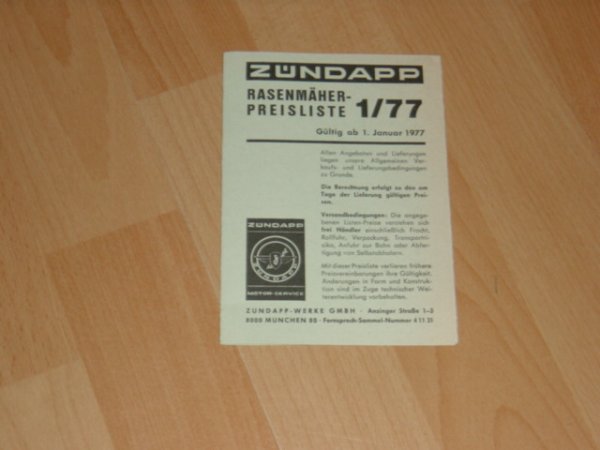 ZÜNDAPP
RASENMÄHER-
PREISLISTE 1/77
Gültig ab 1. Januar 1977
Allen Angeboten und Lieferungen
liegen unsere Allgemeinen Ver-
kaufs- und Lieferungsbedingungen
zu Grunde.
Die Berechnung erfolgt zu den am
Tage der Lieferung gültigen Prei-
sen.
Versandbedingungen: Die angege-
benen Listen-Preise verstehen sich
frei Händler einschließlich Fracht,
Rollfuhr, Verpackung, Transportri-
siko, Anfuhr zur Bahn oder Abfer-
tigung von Selbstabholern.
Mit dieser Preisliste verlieren frühere
Preisvereinbarungen ihre Gültigkeit.
Änderungen in Form und Konstruk-
tion sind im Zuge technischer Wei-
terentwicklung vorbehalten.
ZÜNDAPP
ZÜNDAPP
MOTOR-SERVICE
ZÜNDAPP-WERKE GMBH · Anzinger Straße 1-3
8000 MÜNCHEN 80 · Fernsprech-Sammel-Nummer 4 11 21